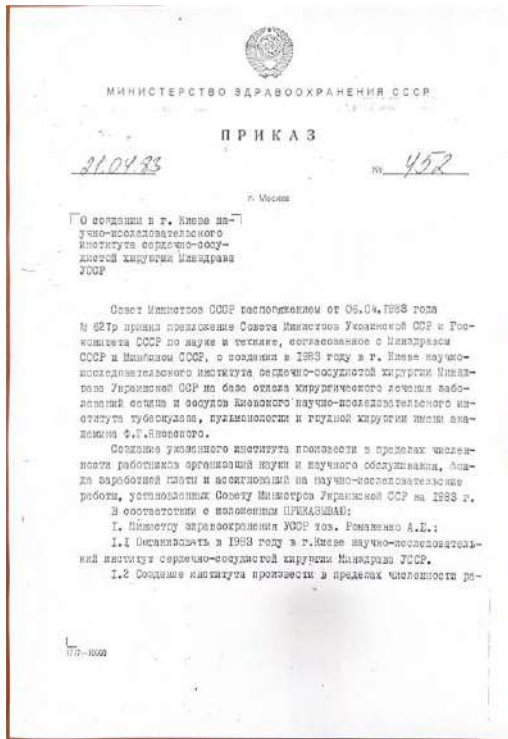 МИНИСТЕРСТВО ЗДРАВООХРАНЕНИЯ СССР
ПРИКАЗ
21.04.83 № 452
г. Москва
О создании в г. Киеве на-
учно-исследовательского
института сердечно-сосу-
дистой хирургии Минздрава
УССР
Совет Министров СССР распоряжением от 06.04.1983 года
№ 621р принял предложение Совета Министров Украинской ССР и Гос-
комитета СССР по науке и технике, согласованное с Минздравом
СССР и Минфином СССР, о создании в 1983 году в г. Киеве научно-
исследовательского института сердечно-сосудистой хирургии Минзд-
рава Украинской ССР на базе отдела хирургического лечения забо-
леваний сердца и сосудов Киевского научно-исследовательского ин-
ститута туберкулеза, пульмонологии и грудной хирургии имени ака-
демика Ф.Г.Яновского.
Создание указанного института произвести в пределах числен-
ности работников организаций науки и научного обслуживания, фон-
да заработной платы и ассигнований на научно-исследовательские
работы, установленных Совету Министров Украинской ССР на 1983 г.
В соответствии с изложенным ПРИКАЗЫВАЮ:
I. Министру здравоохранения УССР тов. Романенко А.Е.:
I.I Организовать в 1983 году в г.Киеве научно-исследователь-
ский институт сердечно-сосудистой хирургии Минздрава УССР.
I.2 Создание института произвести в пределах численности ра-